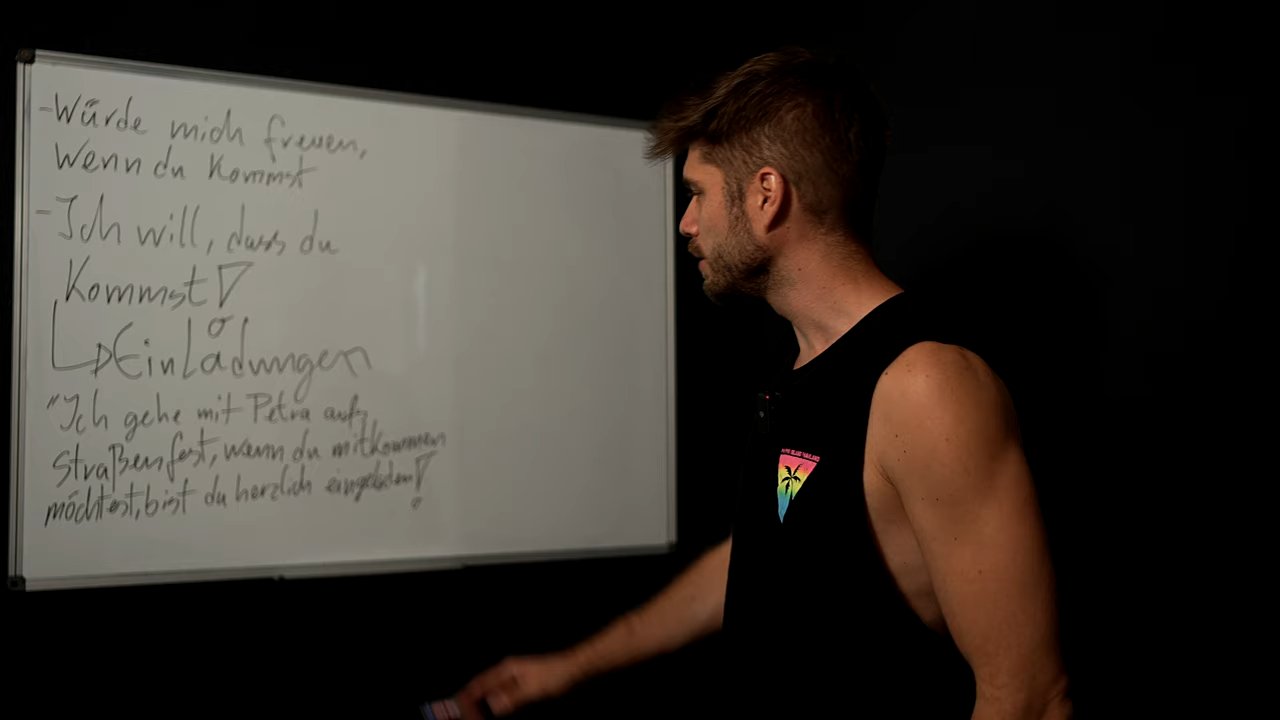 -Würde mich freuen,
Wenn du Kommst
-Ich will, dass du
Kommst!
Einladungen
"Ich gehe mit Petra aufs
Straßenfest, wenn du mitkommen
möchtest, bist du herzlich eingeladen!